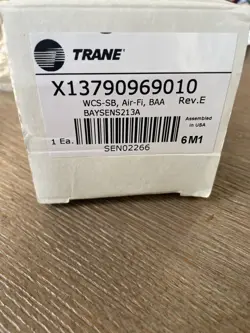 TRANE
X13790969010
WCS-SB, Air-Fi, BAA Rev.E
BAYSENS213A
Assembled
in USA
1 Ea. 6M1
SEN02266